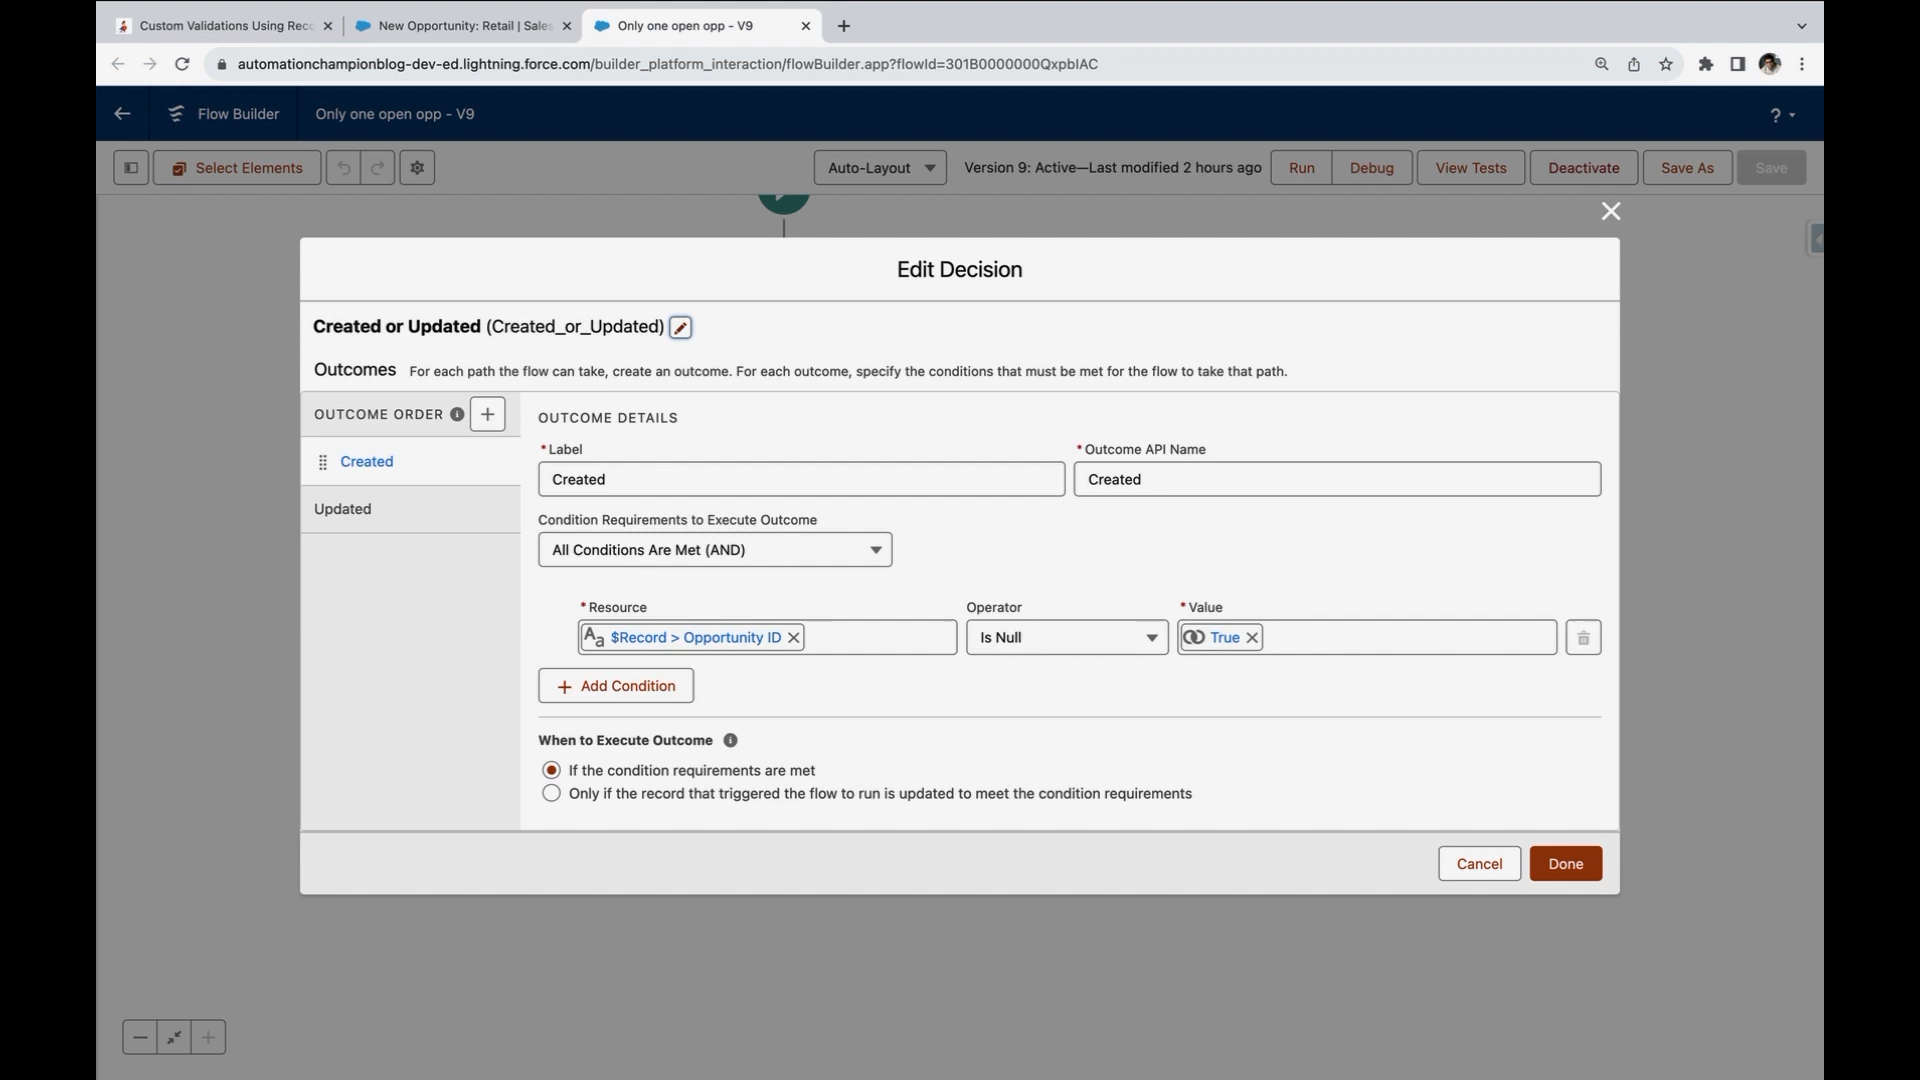 Custom Validations Using Reco
New Opportunity: Retail | Sales
Only one open opp - V9
automationchampionblog-dev-ed.lightning.force.com/builder_platform_interaction/flowBuilder.app?flowId=301B0000000QxpbIAC
Flow Builder
Only one open opp - V9
?
Select Elements
Auto-Layout
Version 9: Active—Last modified 2 hours ago
Run
Debug
View Tests
Deactivate
Save As
Save
Edit Decision
Created or Updated (Created_or_Updated)
Outcomes For each path the flow can take, create an outcome. For each outcome, specify the conditions that must be met for the flow to take that path.
OUTCOME ORDER
OUTCOME DETAILS
Created
Updated
* Label
* Outcome API Name
Created
Created
Condition Requirements to Execute Outcome
All Conditions Are Met (AND)
* Resource
Operator
* Value
Aa $Record > Opportunity ID
Is Null
True
+ Add Condition
When to Execute Outcome
If the condition requirements are met
Only if the record that triggered the flow to run is updated to meet the condition requirements
Cancel
Done